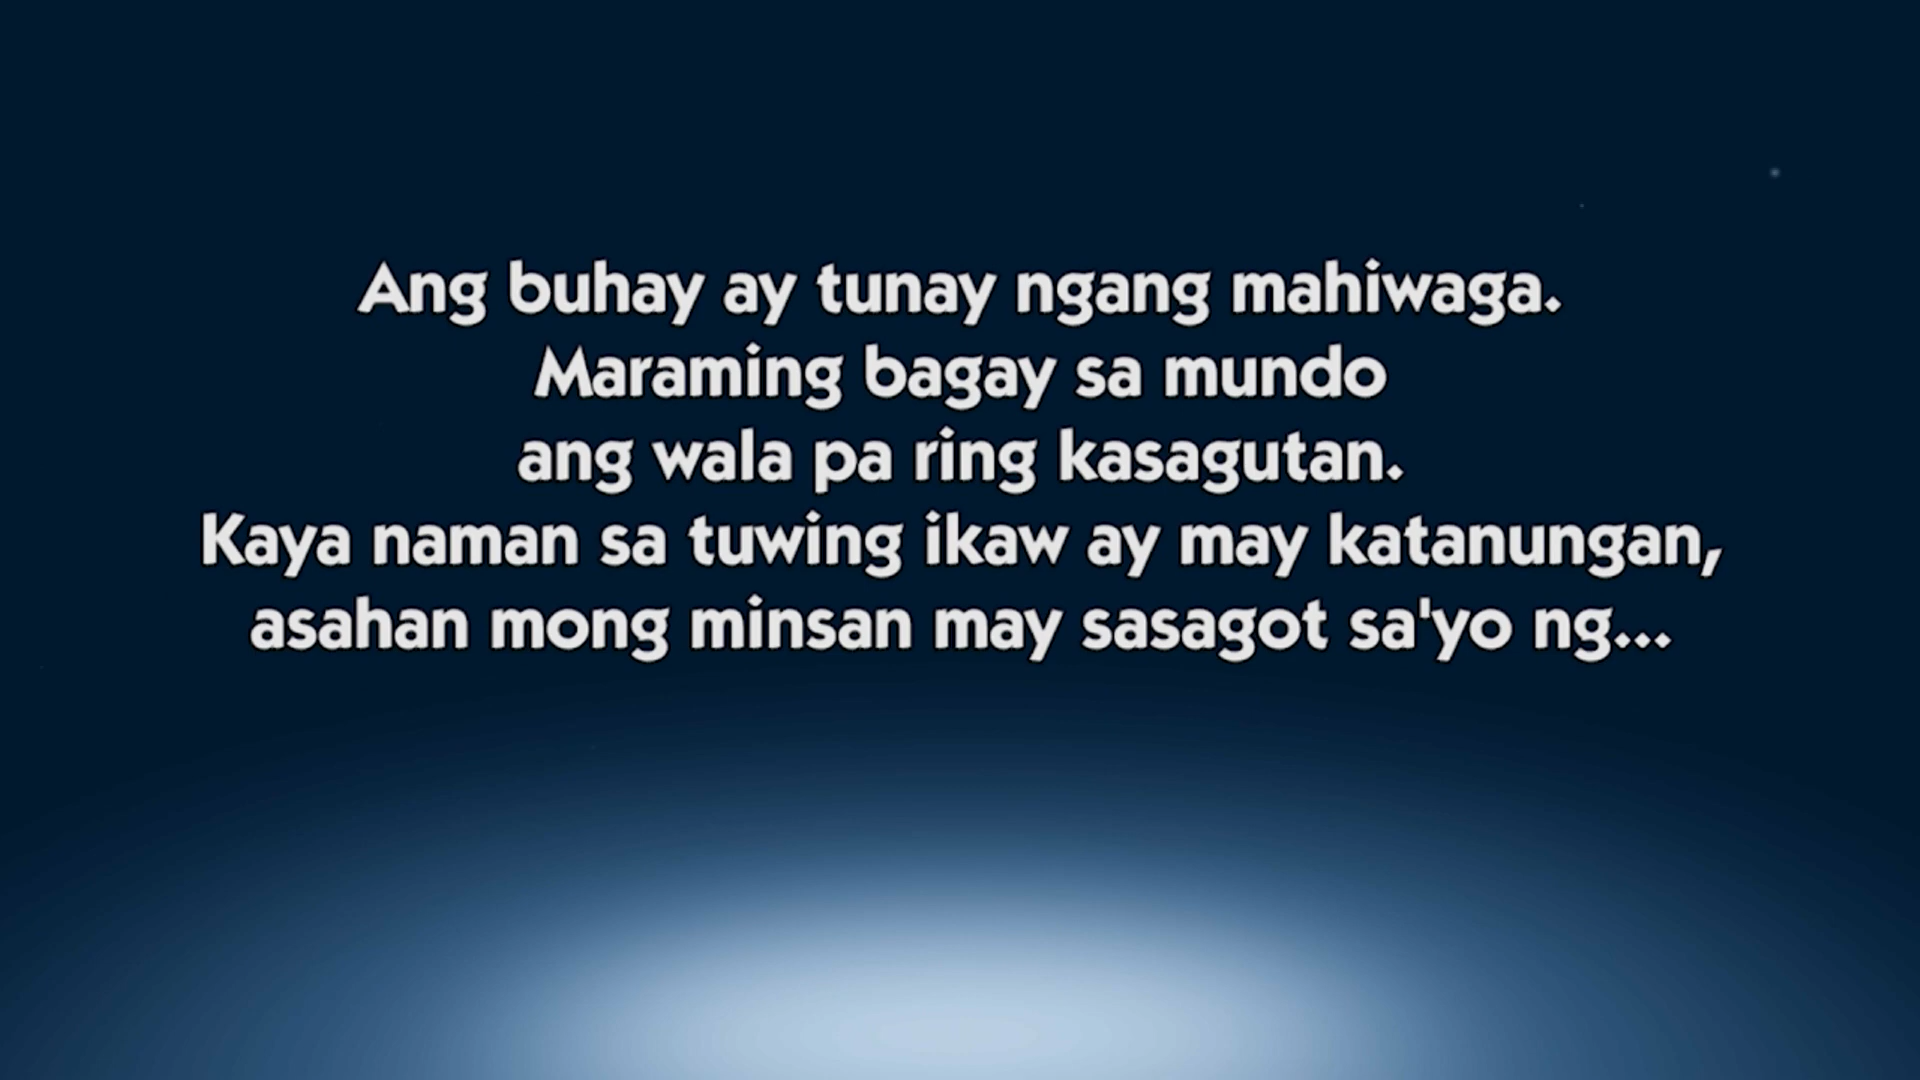 Ang buhay ay tunay ngang mahiwaga.
Maraming bagay sa mundo
ang wala pa ring kasagutan.
Kaya naman sa tuwing ikaw ay may katanungan,
asahan mong minsan may sasagot sa'yo ng...